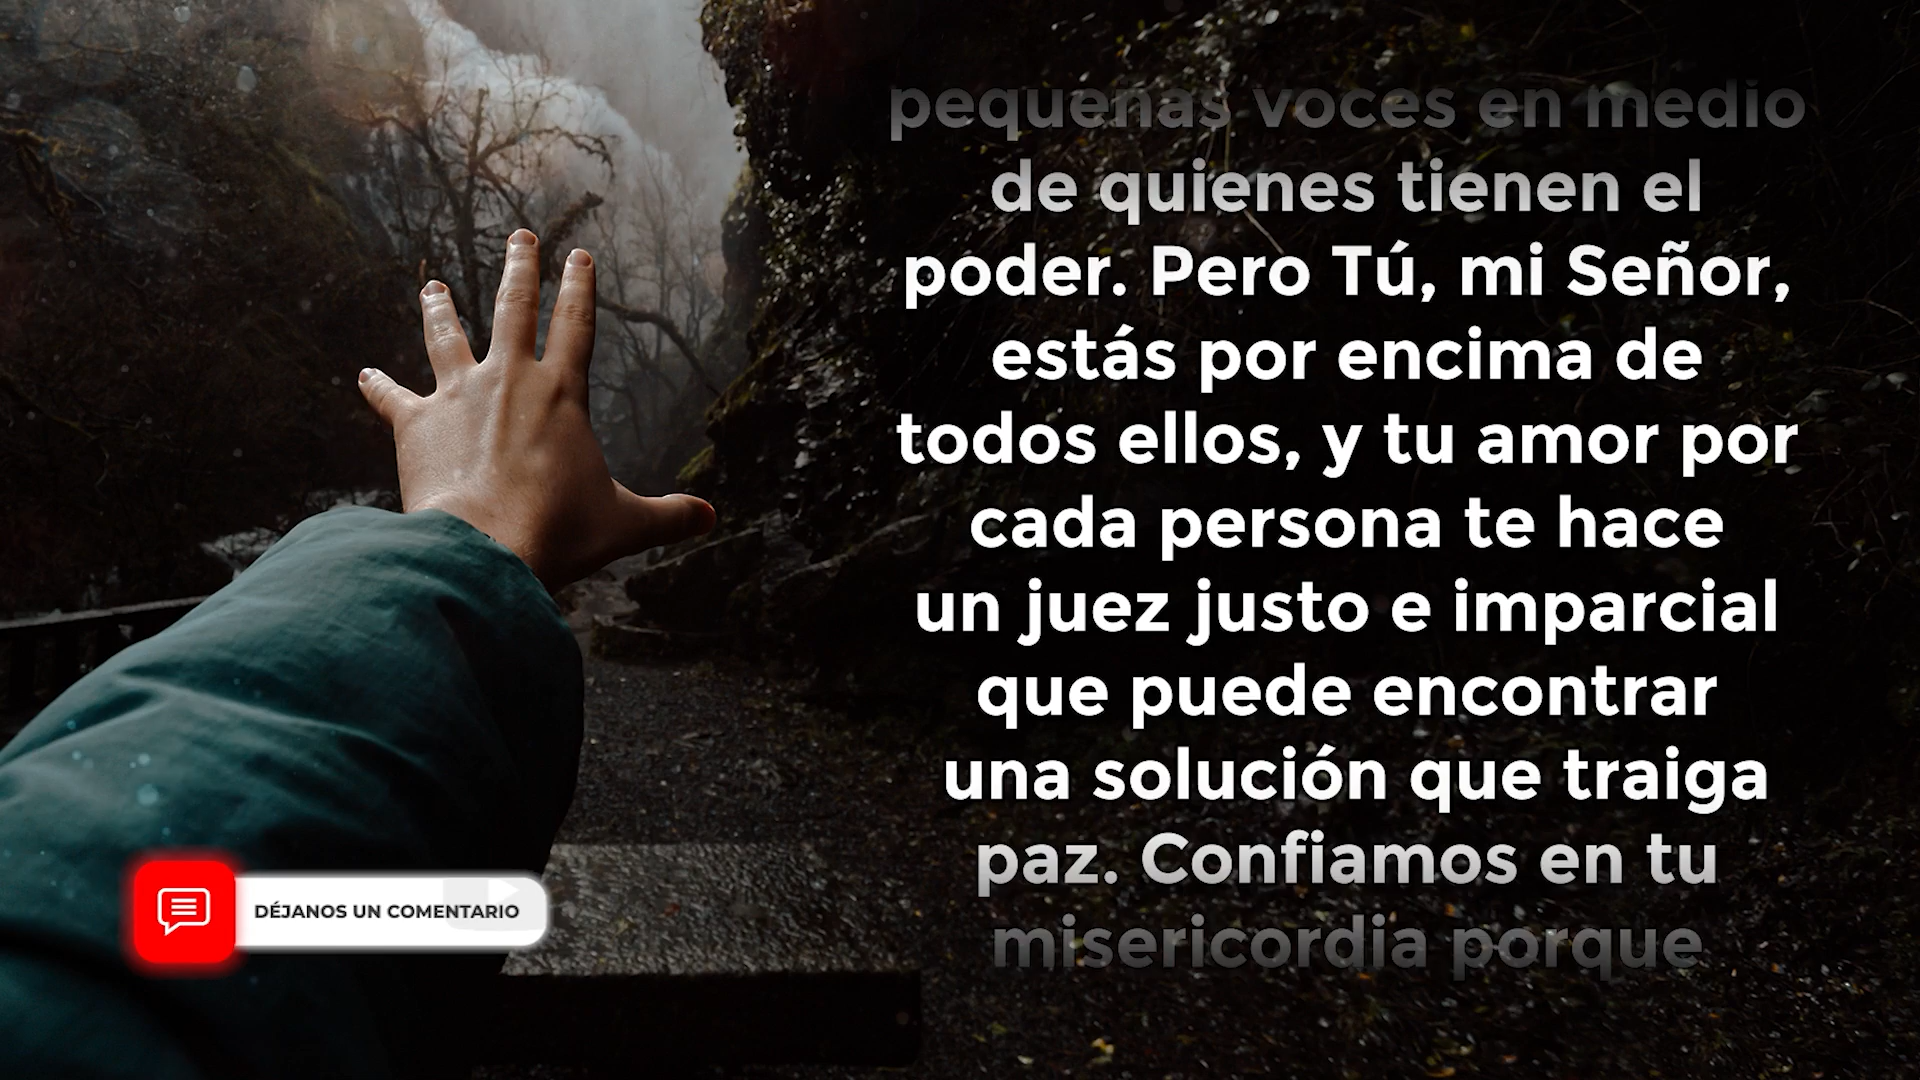 pequeñas voces en medio
de quienes tienen el
poder. Pero Tú, mi Señor,
estás por encima de
todos ellos, y tu amor por
cada persona te hace
un juez justo e imparcial
que puede encontrar
una solución que traiga
paz. Confiamos en tu
misericordia porque
DÉJANOS UN COMENTARIO